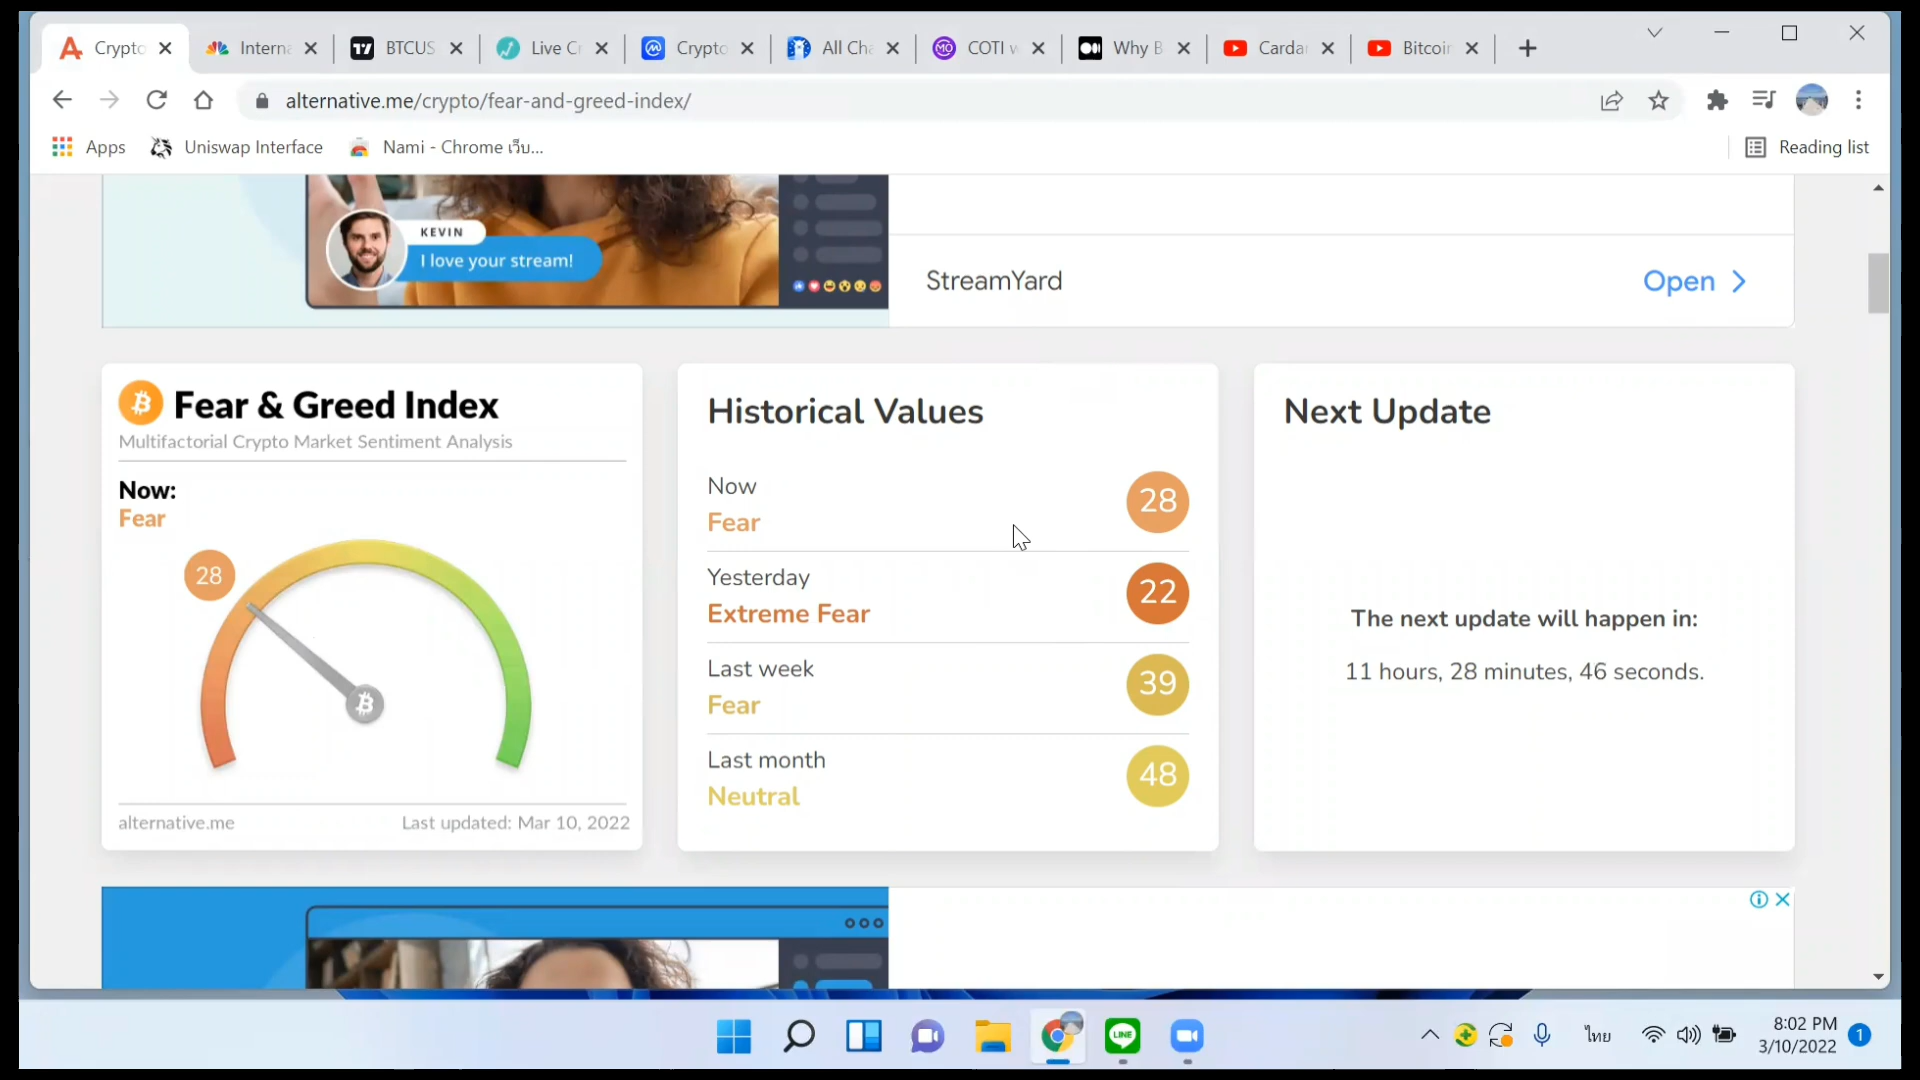 Crypto
Interna
BTCUS
Live C
Crypto
All Cha
COTI w
Why B
Cardar
Bitcoin
alternative.me/crypto/fear-and-greed-index/
Apps
Uniswap Interface
Nami - Chrome เว็บ...
Reading list
KEVIN
I love your stream!
StreamYard
Open
Fear & Greed Index
Multifactorial Crypto Market Sentiment Analysis
Now:
Fear
28
alternative.me
Last updated: Mar 10, 2022
Historical Values
Now
Fear
28
Yesterday
Extreme Fear
22
Last week
Fear
39
Last month
Neutral
48
Next Update
The next update will happen in:
11 hours, 28 minutes, 46 seconds.
LINE
ไทย
8:02 PM
3/10/2022
1